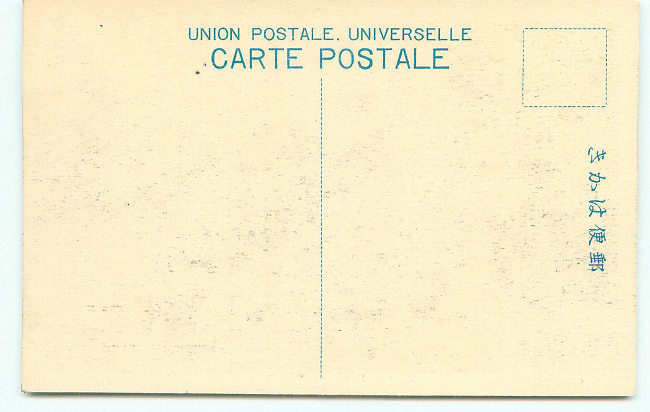 UNION POSTALE. UNIVERSELLE
CARTE POSTALE
郵便はかき